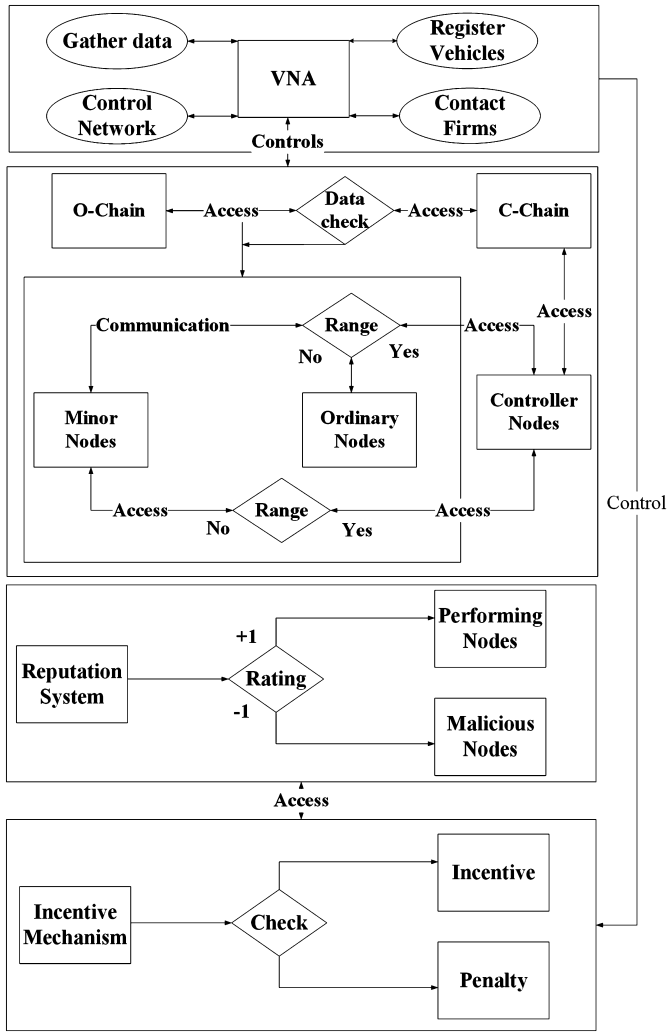 Gather data
Register
Vehicles
VNA
Control
Network
Contact
Firms
Controls
O-Chain
Access
Data
check
Access
C-Chain
Access
Communication
Range
Access
No
Yes
Minor
Nodes
Ordinary
Nodes
Controller
Nodes
Access
Range
Access
No
Yes
Control
Performing
Nodes
+1
Reputation
System
Rating
-1
Malicious
Nodes
Access
Incentive
Incentive
Mechanism
Check
Penalty